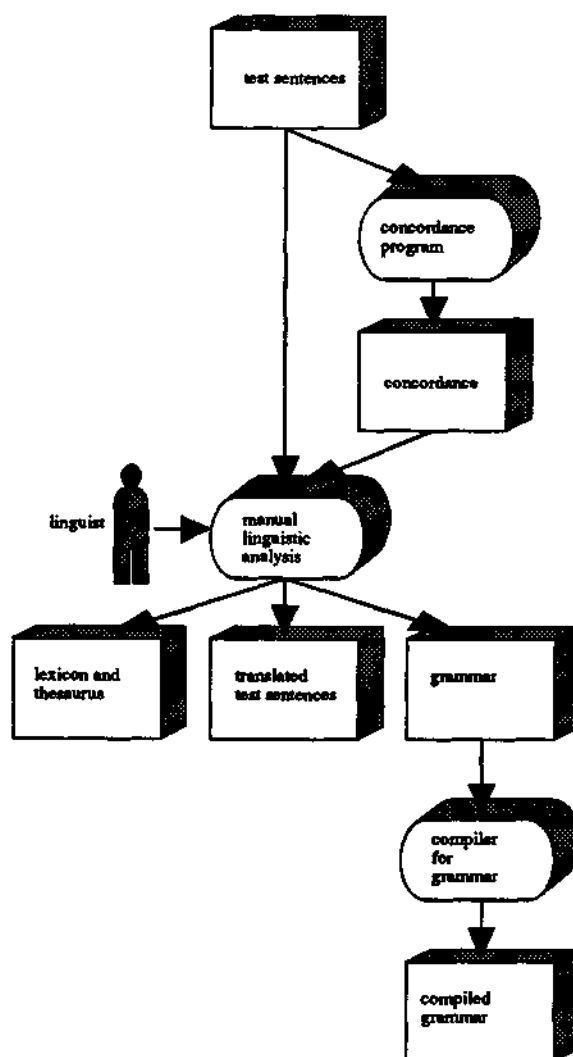 test sentences
concordance
program
concordance
linguist
manual
linguistic
analysis
lexicon and
thesaurus
translated
test sentences
grammar
compiler
for
grammar
compiled
grammar